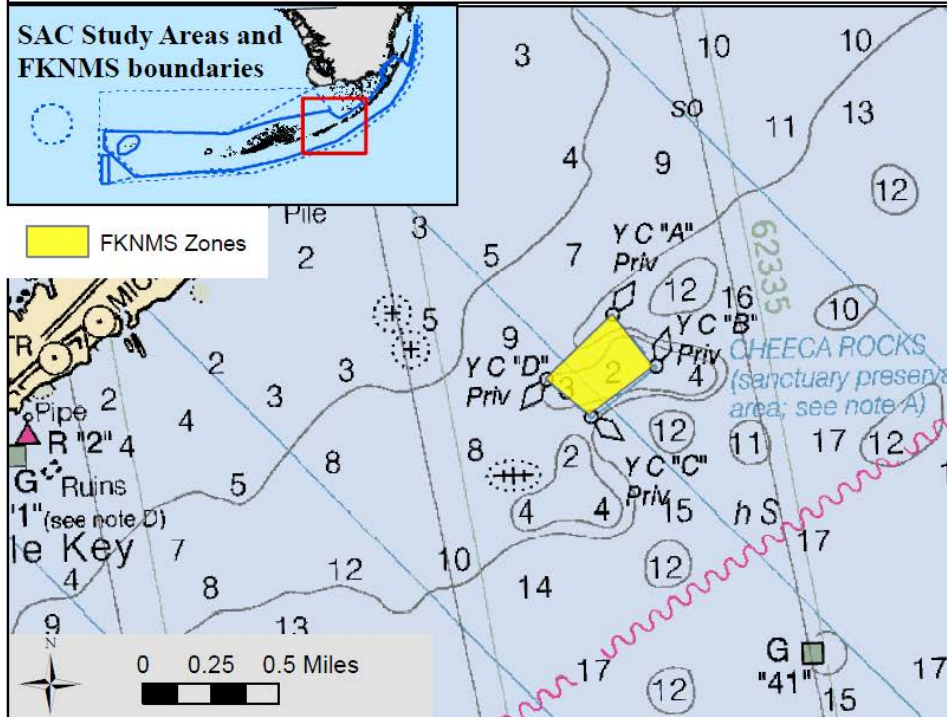 SAC Study Areas and
FKNMS boundaries
FKNMS Zones
3
10
10
so
11
13
4
9
12
Pile
2
3
5
7
Y C "A"
Priv
62335
12
16
10
5
9
Y C "B"
Priv
CHEECA ROCKS
(sanctuary preserva
area; see note A)
Y C "D"
Priv
2
3
3
2
4
2
3
Pipe
4
R "2"
4
8
8
12
11
17
12
G
Ruins
"1" (see note D)
5
2
Y C "C"
Priv
4
4
15
h S
le Key
7
10
17
4
8
12
14
12
9
13
N
0 0.25 0.5 Miles
17
12
G
"41"
17
15